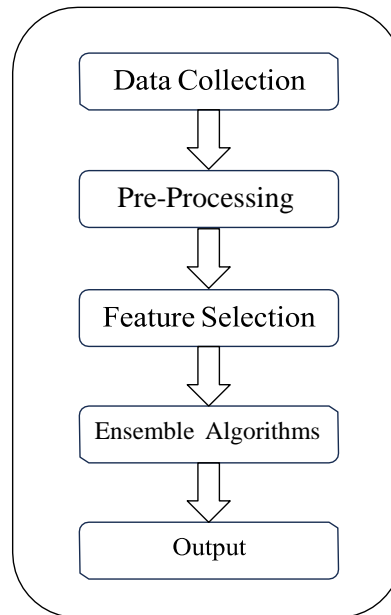 Data Collection
Pre-Processing
Feature Selection
Ensemble Algorithms
Output